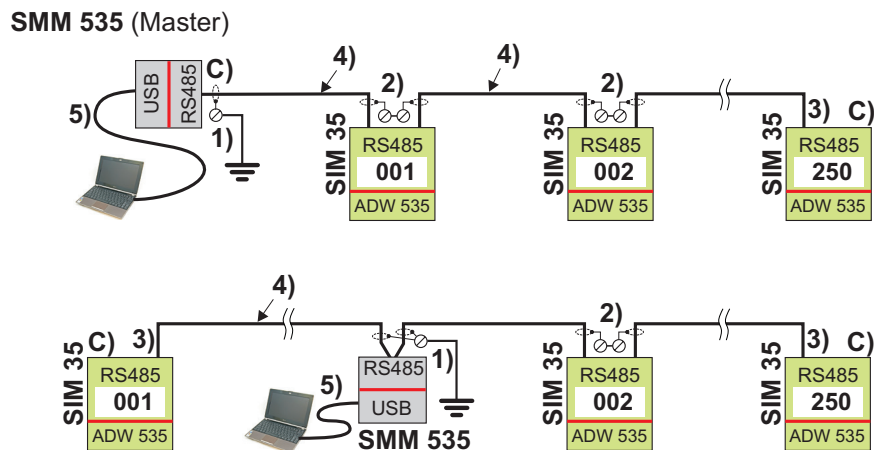 SMM 535 (Master)
USB
RS485
C)
4)
4)
5)
1)
2)
2)
3)
C)
SIM 35
RS485
001
ADW 535
SIM 35
RS485
002
ADW 535
SIM 35
RS485
250
ADW 535
4)
2)
C)
3)
1)
3)
C)
SIM 35
RS485
001
ADW 535
5)
RS485
USB
SMM 535
SIM 35
RS485
002
ADW 535
SIM 35
RS485
250
ADW 535